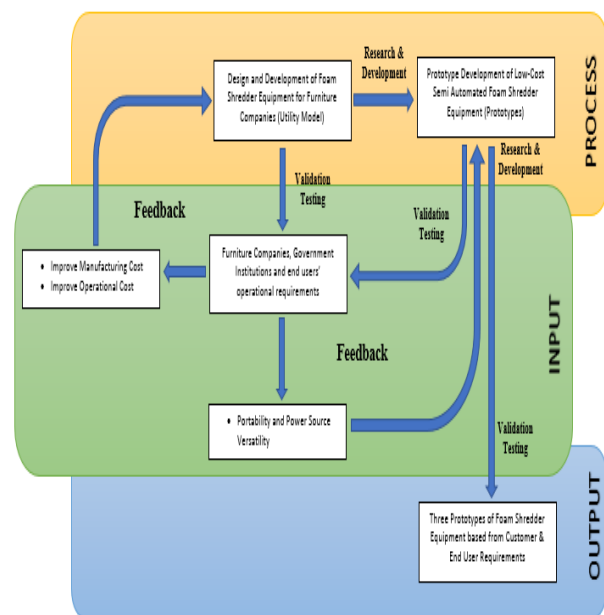 Design and Development of Foam
Shredder Equipment for Furniture
Companies (Utility Model)
Research &
Development
Prototype Development of Low-Cost
Semi Automated Foam Shredder
Equipment (Prototypes)
PROCESS
Research
& Development
Validation
Testing
Validation
Testing
Feedback
• Improve Manufacturing Cost
• Improve Operational Cost
Furniture Companies, Government
Institutions and end users'
operational requirements
INPUT
Feedback
• Portability and Power Source
Versatility
Validation
Testing
Three Prototypes of Foam Shredder
Equipment based from Customer &
End User Requirements
OUTPUT